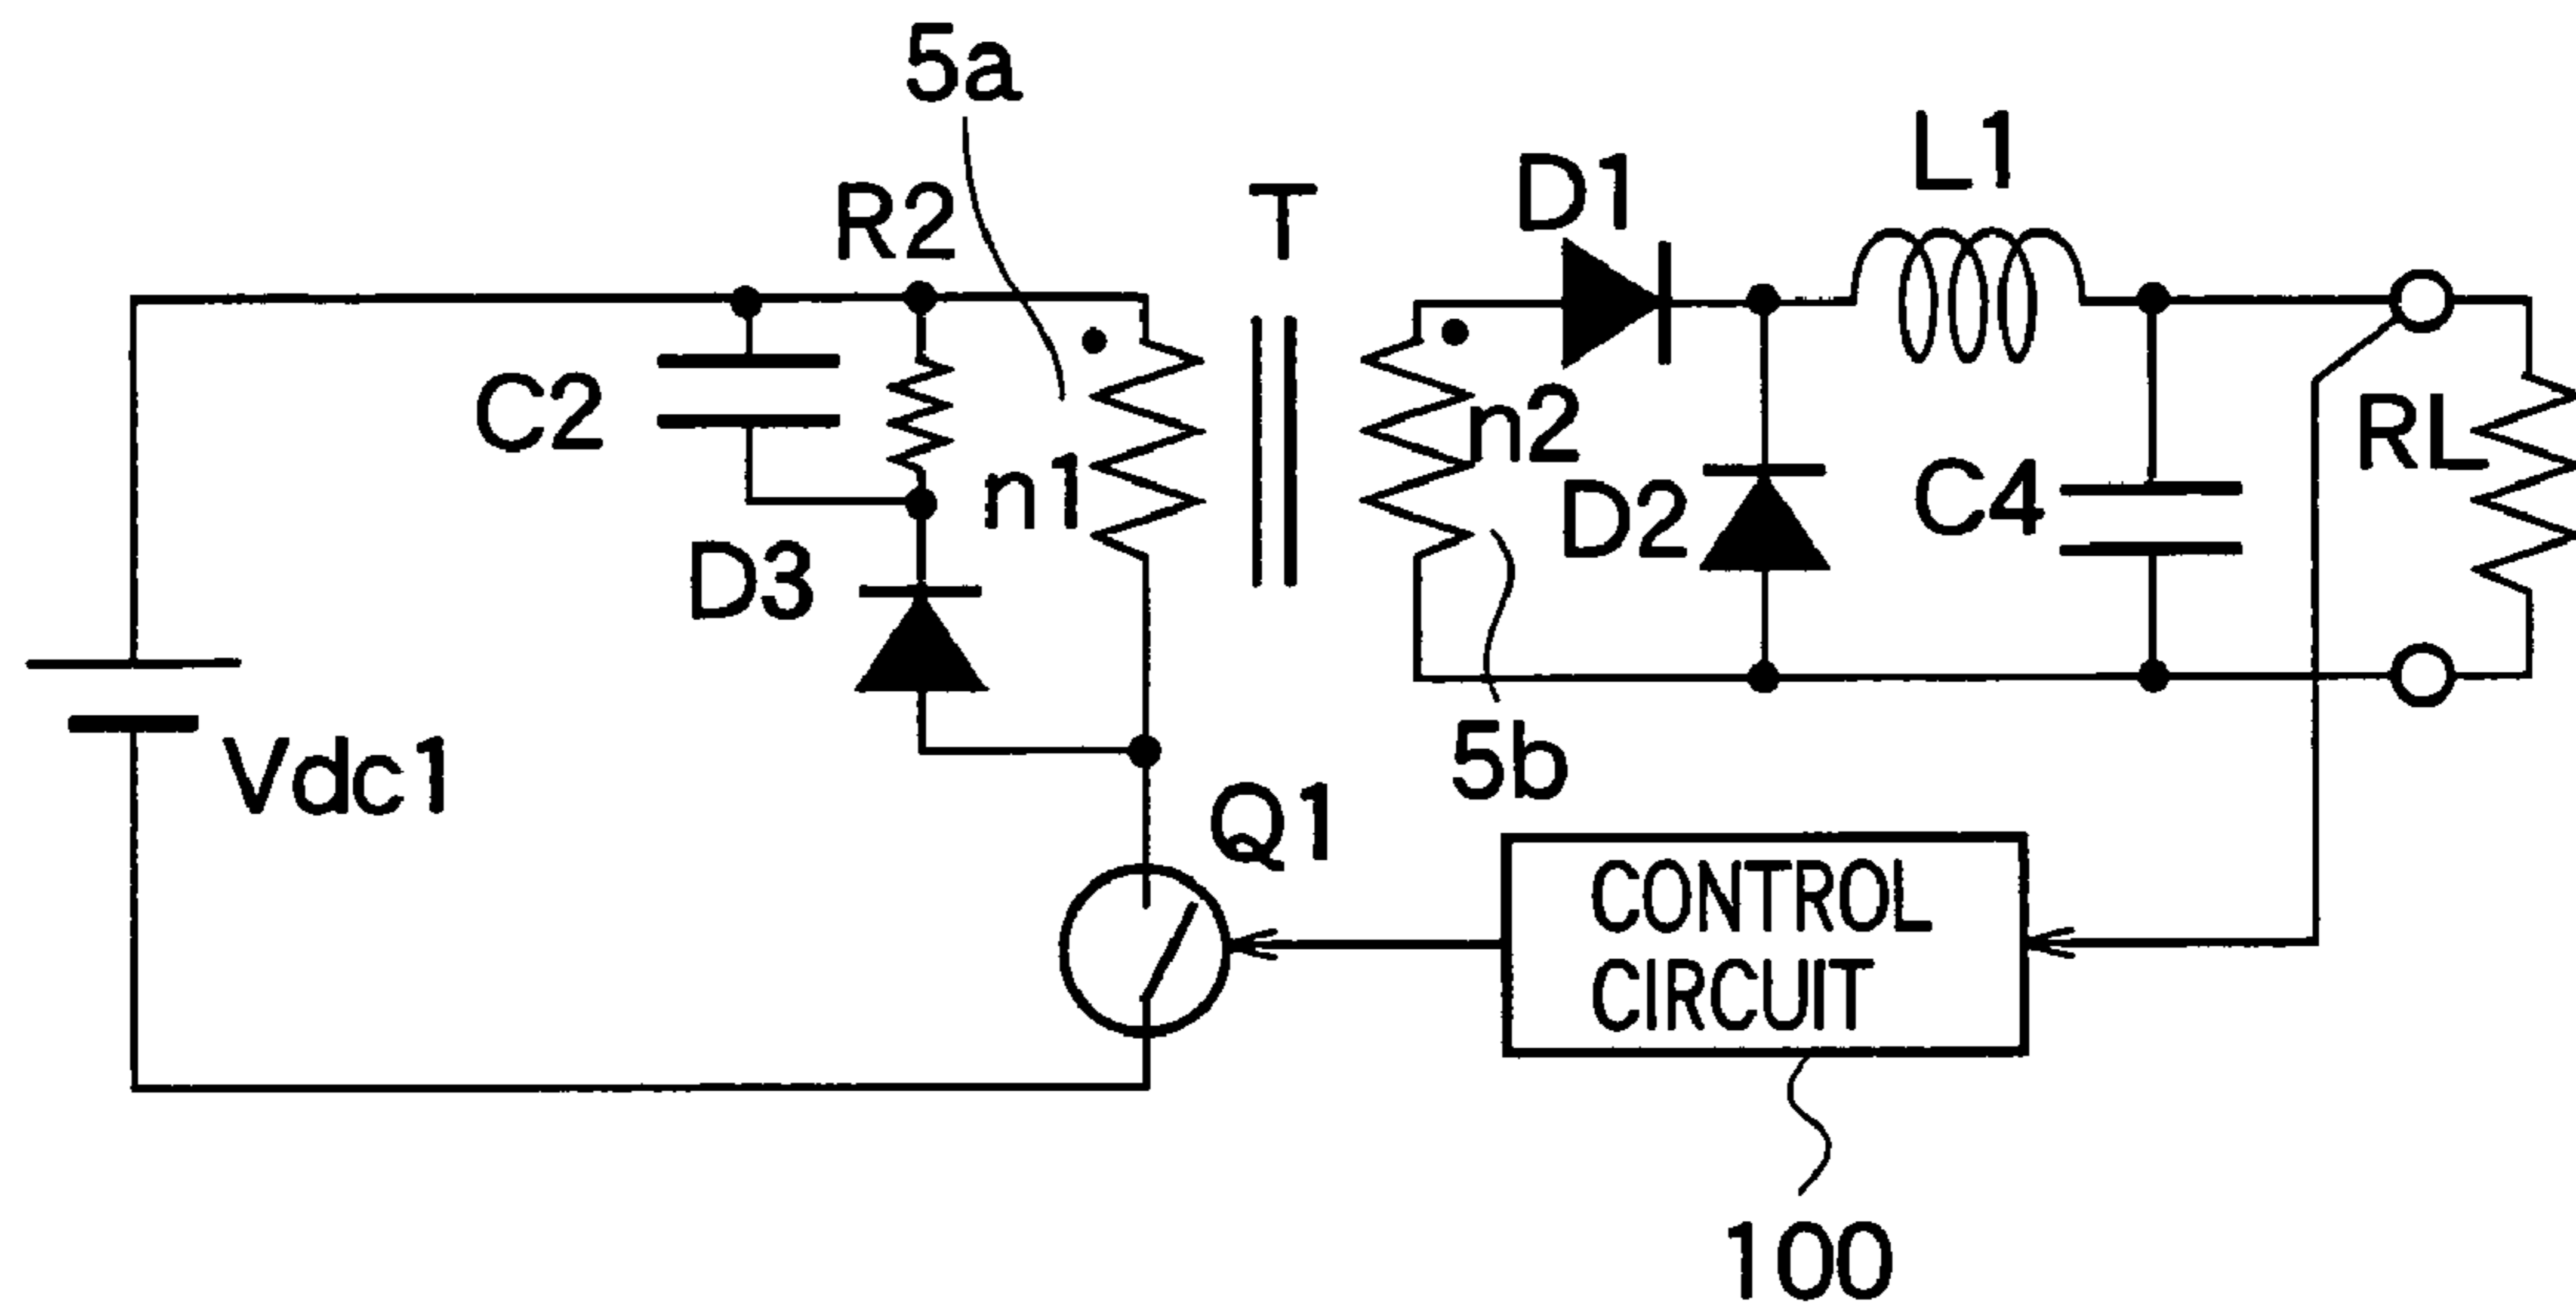 5a
R2
T
D1
L1
C2
n1
n2
D3
D2
C4
RL
Vdc1
5b
Q1
CONTROL
CIRCUIT
100